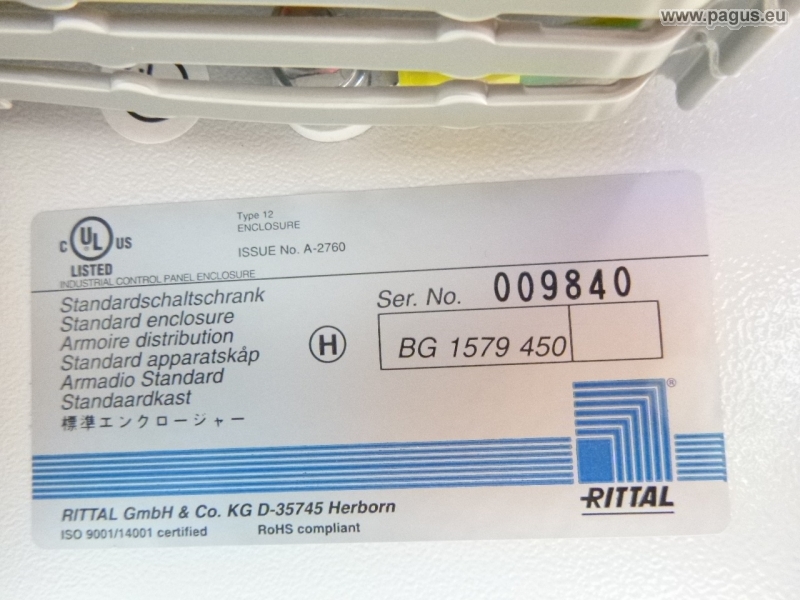 www.pagus.eu
C UL US
LISTED
Type 12
ENCLOSURE
ISSUE No. A-2760
INDUSTRIAL CONTROL PANEL ENCLOSURE
Standardschaltschrank
Standard enclosure
Armoire distribution
Standard apparatskåp
Armadio Standard
Standaardkast
標準エンクロージャー
H
Ser. No. 009840
BG 1579 450
®
RITTAL
RITTAL GmbH & Co. KG D-35745 Herborn
ISO 9001/14001 certified RoHS compliant